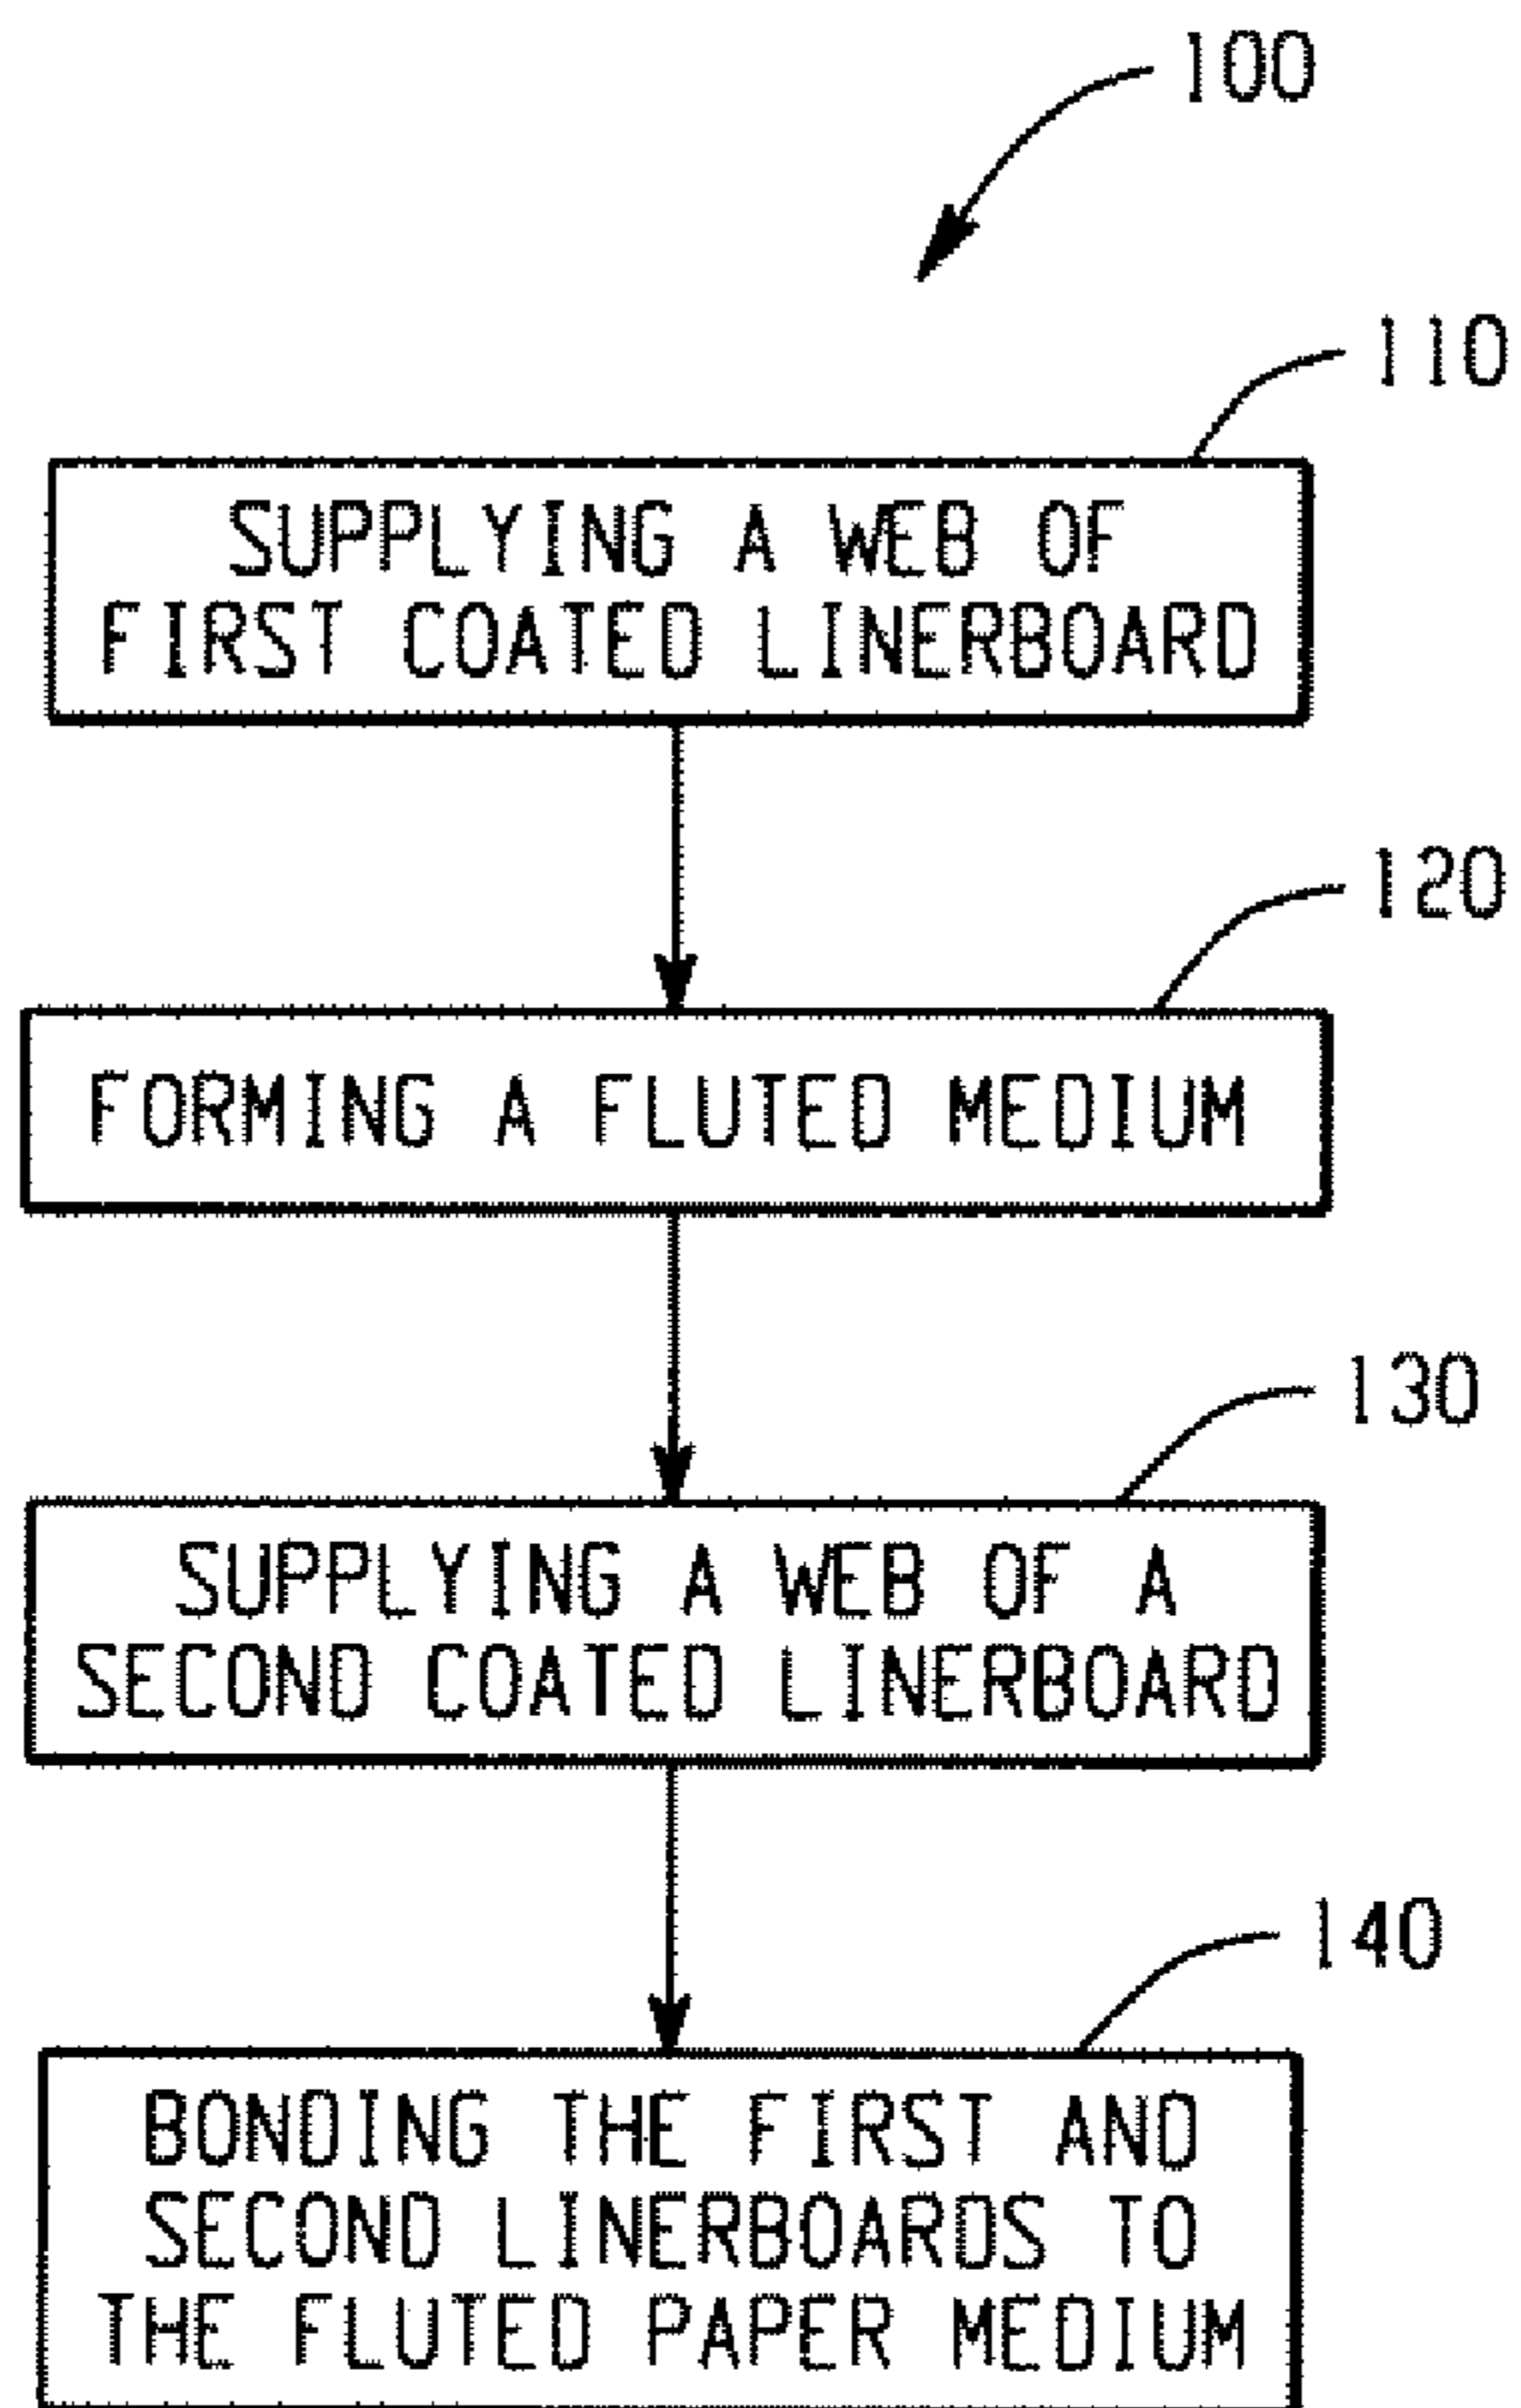 100
110
SUPPLYING A WEB OF
FIRST COATED LINERBOARD
120
FORMING A FLUTED MEDIUM
130
SUPPLYING A WEB OF A
SECOND COATED LINERBOARD
140
BONDING THE FIRST AND
SECOND LINERBOARDS TO
THE FLUTED PAPER MEDIUM